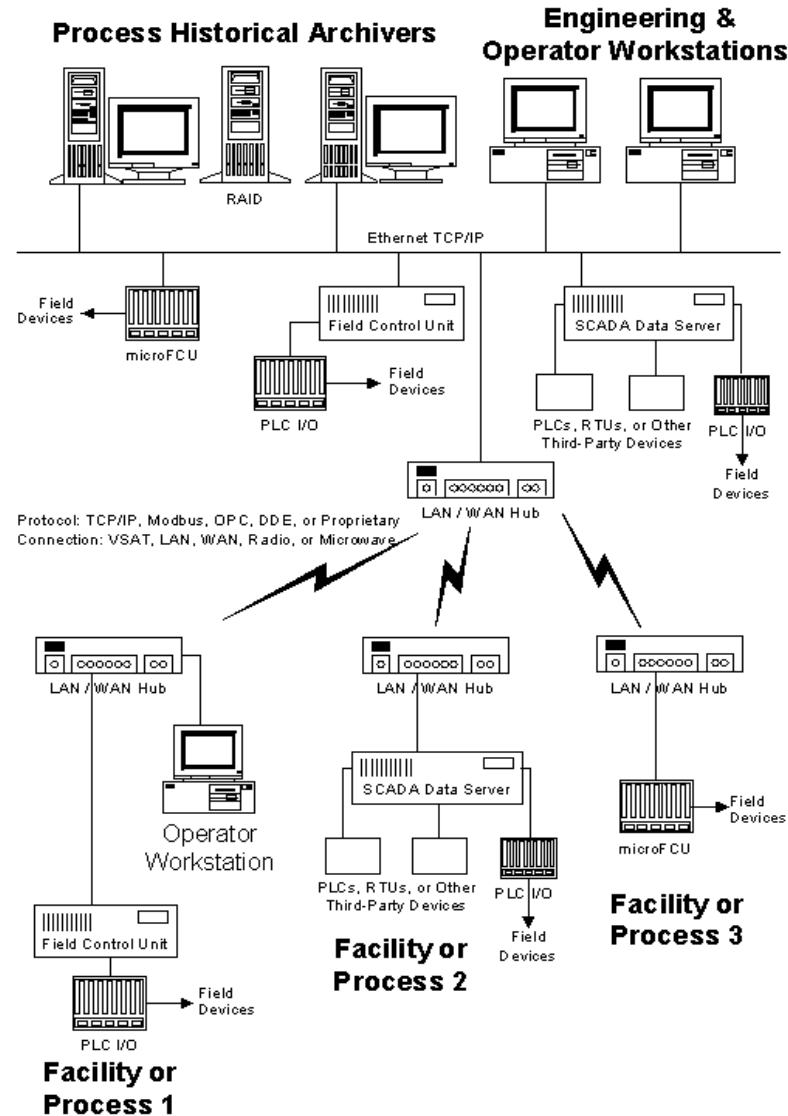 Process Historical Archivers
Engineering &
Operator Workstations
RAID
Ethernet TCP/IP
Field
Devices
microFCU
Field Control Unit
PLC I/O
Field
Devices
SCADA Data Server
PLCs, RTUs, or Other
Third-Party Devices
PLC I/O
Field
Devices
LAN / WAN Hub
Protocol: TCP/IP, Modbus, OPC, DDE, or Proprietary
Connection: VSAT, LAN, WAN, Radio, or Microwave
LAN / WAN Hub
Operator
Workstation
Field Control Unit
PLC I/O
Field
Devices
Facility or
Process 1
LAN / WAN Hub
SCADA Data Server
PLCs, RTUs, or Other
Third-Party Devices
PLC I/O
Field
Devices
Facility or
Process 2
LAN / WAN Hub
microFCU
Field
Devices
Facility or
Process 3